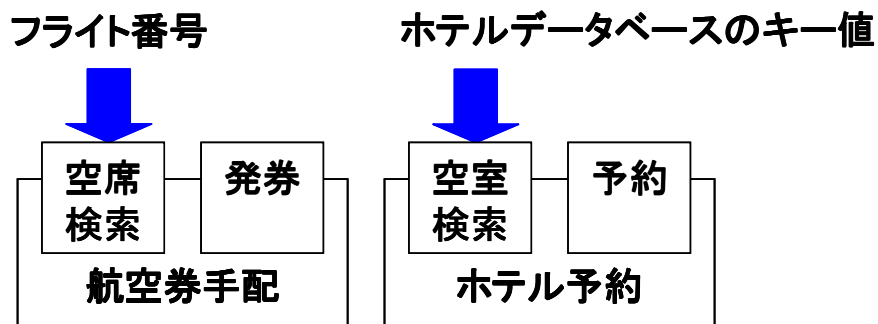 フライト番号
ホテルデータベースのキー値
空席
検索
発券
空室
検索
予約
航空券手配
ホテル予約